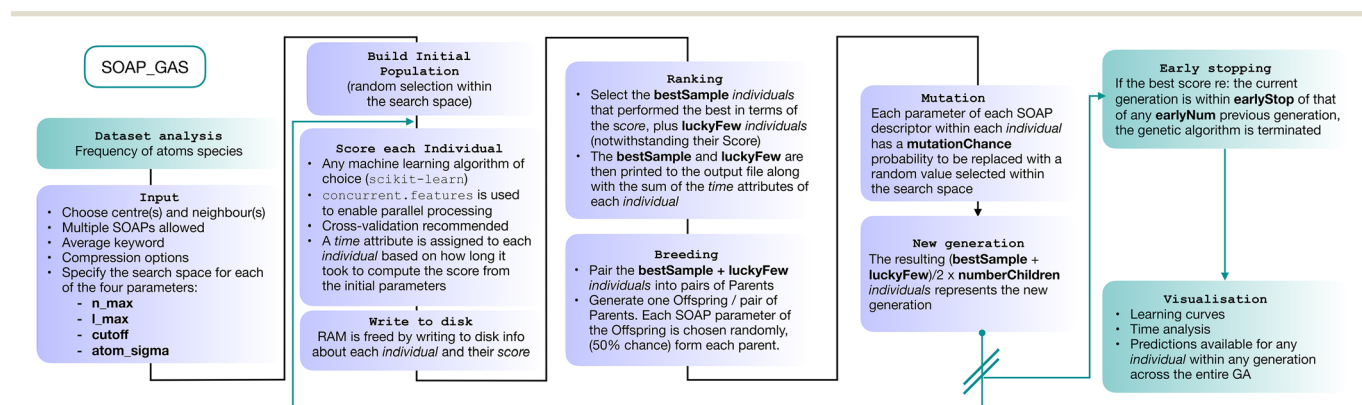 SOAP_GAS
Dataset analysis
Frequency of atoms species
Input
• Choose centre(s) and neighbour(s)
• Multiple SOAPs allowed
• Average keyword
• Compression options
• Specify the search space for each
of the four parameters:
- n_max
- l_max
- cutoff
- atom_sigma
Build Initial
Population
(random selection within
the search space)
Score each Individual
• Any machine learning algorithm of
choice (scikit-learn)
• concurrent.features is used
to enable parallel processing
• Cross-validation recommended
• A time attribute is assigned to each
individual based on how long it
took to compute the score from
the initial parameters
Write to disk
RAM is freed by writing to disk info
about each individual and their score
Ranking
• Select the bestSample individuals
that performed the best in terms of
the score, plus luckyFew individuals
(notwithstanding their Score)
• The bestSample and luckyFew are
then printed to the output file along
with the sum of the time attributes of
each individual
Breeding
• Pair the bestSample + luckyFew
individuals into pairs of Parents
• Generate one Offspring / pair of
Parents. Each SOAP parameter
of the Offspring is chosen randomly,
(50% chance) form each parent.
Mutation
Each parameter of each SOAP
descriptor within each individual
has a mutationChance
probability to be replaced with a
random value selected within
the search space
New generation
The resulting (bestSample +
luckyFew)/2 x numberChildren
individuals represents the new
generation
Early stopping
If the best score re: the current
generation is within earlyStop of that
of any earlyNum previous generation,
the genetic algorithm is terminated
Visualisation
• Learning curves
• Time analysis
• Predictions available for any
individual within any generation
across the entire GA